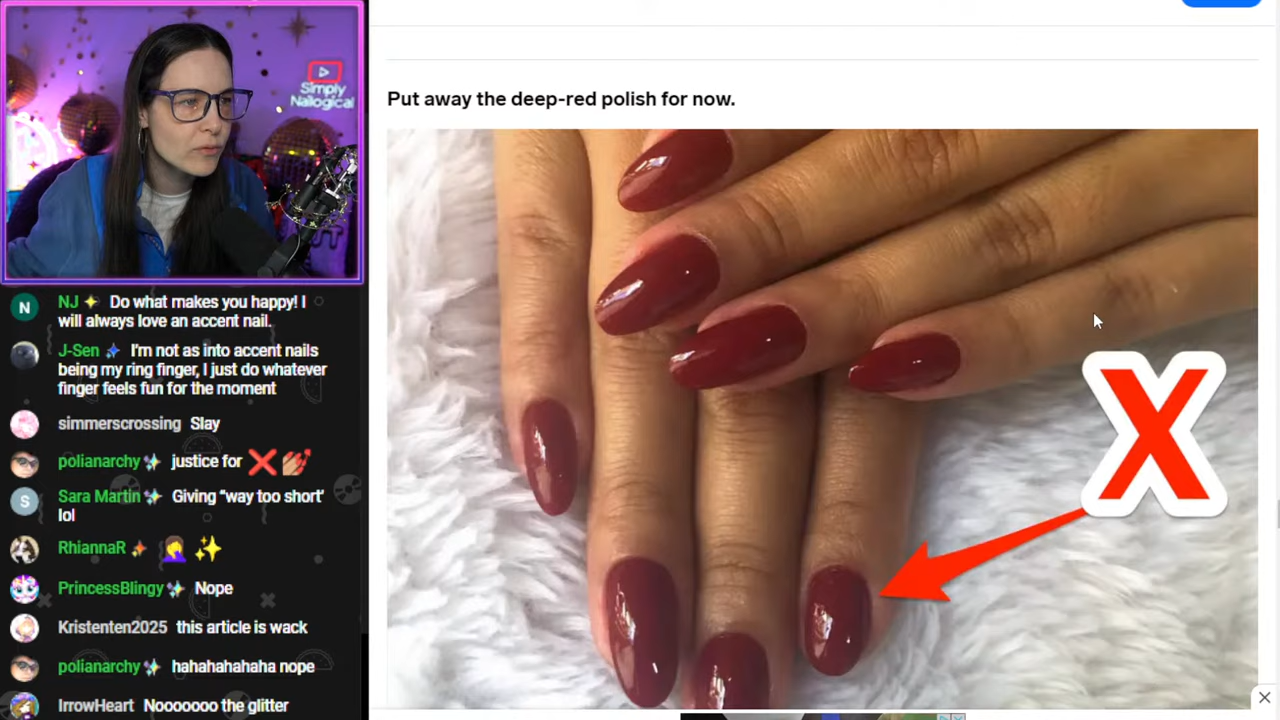 Simply
Nailogical
Put away the deep-red polish for now.
X
N
NJ Do what makes you happy! I
will always love an accent nail.
J-Sen I'm not as into accent nails
being my ring finger, I just do whatever
finger feels fun for the moment
simmerscrossing Slay
polianarchy justice for ❌ 💅🏽
S
Sara Martin Giving “way too short'
lol
RhiannaR 🤦‍♀️ ✨
PrincessBlingy Nope
Kristenten2025 this article is wack
polianarchy hahahahahaha nope
IrrowHeart Nooooooo the glitter